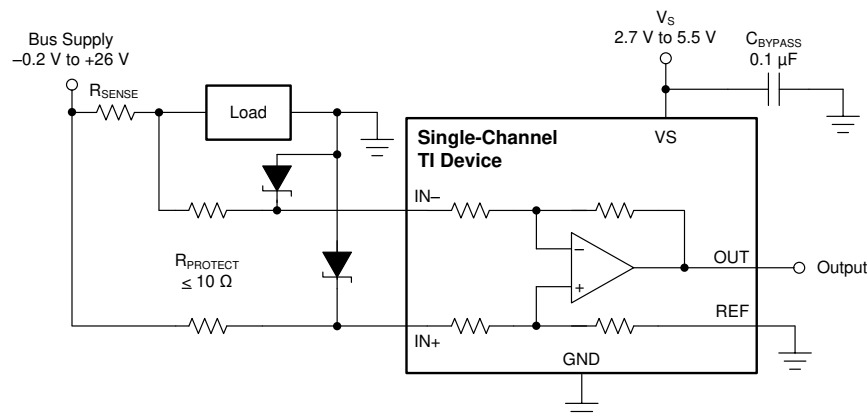 Bus Supply
–0.2 V to +26 V
RSENSE
Load
VS
2.7 V to 5.5 V
CBYPASS
0.1 µF
Single-Channel
TI Device
VS
IN–
RPROTECT
≤ 10 Ω
–
+
OUT
Output
REF
IN+
GND